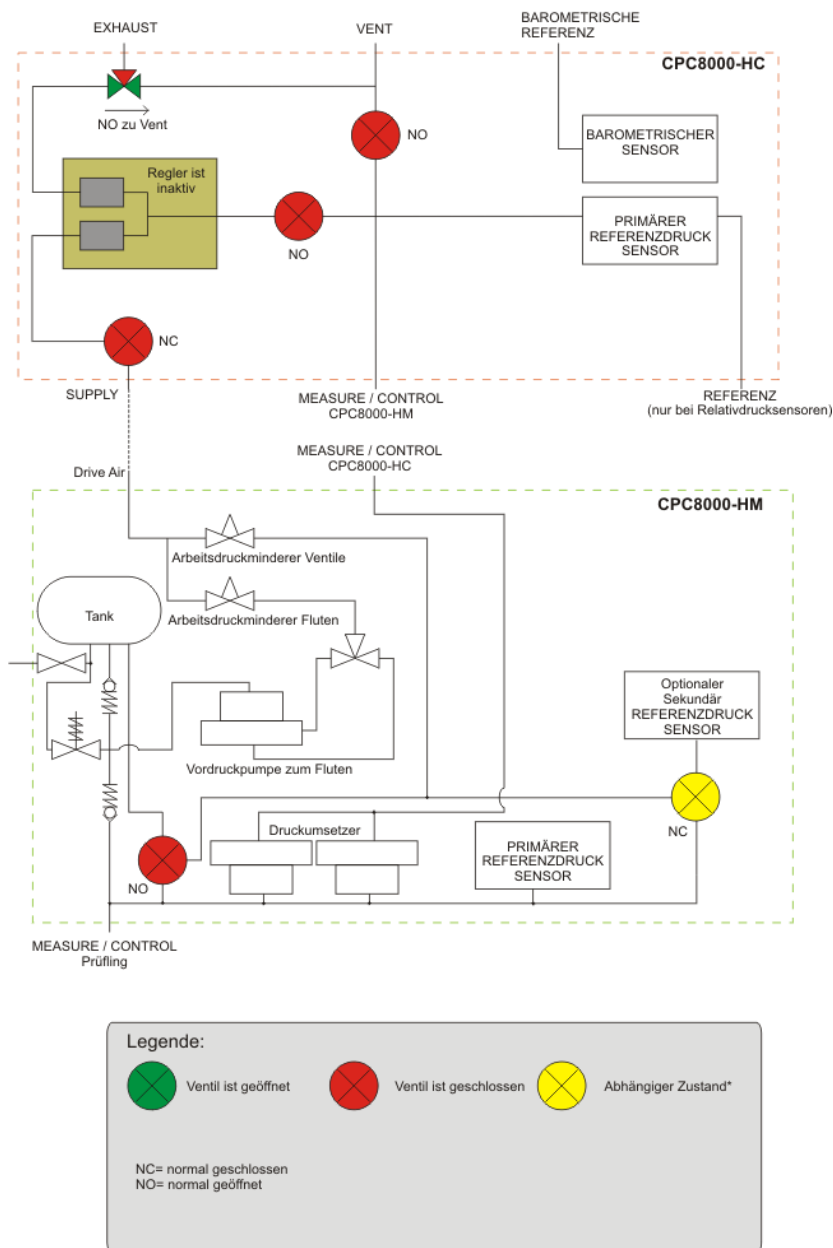 EXHAUST
VENT
BAROMETRISCHE
REFERENZ
CPC8000-HC
NO zu Vent
NO
BAROMETRISCHER
SENSOR
Regler ist
inaktiv
NO
PRIMÄRER
REFERENZDRUCK
SENSOR
NC
SUPPLY
MEASURE / CONTROL
CPC8000-HM
REFERENZ
(nur bei Relativdrucksensoren)
MEASURE / CONTROL
CPC8000-HC
Drive Air
CPC8000-HM
Arbeitsdruckminderer Ventile
Tank
Arbeitsdruckminderer Fluten
Optionaler
Sekundär
REFERENZDRUCK
SENSOR
Vordruckpumpe zum Fluten
NC
Druckumsetzer
PRIMÄRER
REFERENZDRUCK
SENSOR
NO
MEASURE / CONTROL
Prüfling
Legende:
Ventil ist geöffnet
Ventil ist geschlossen
Abhängiger Zustand*
NC= normal geschlossen
NO= normal geöffnet